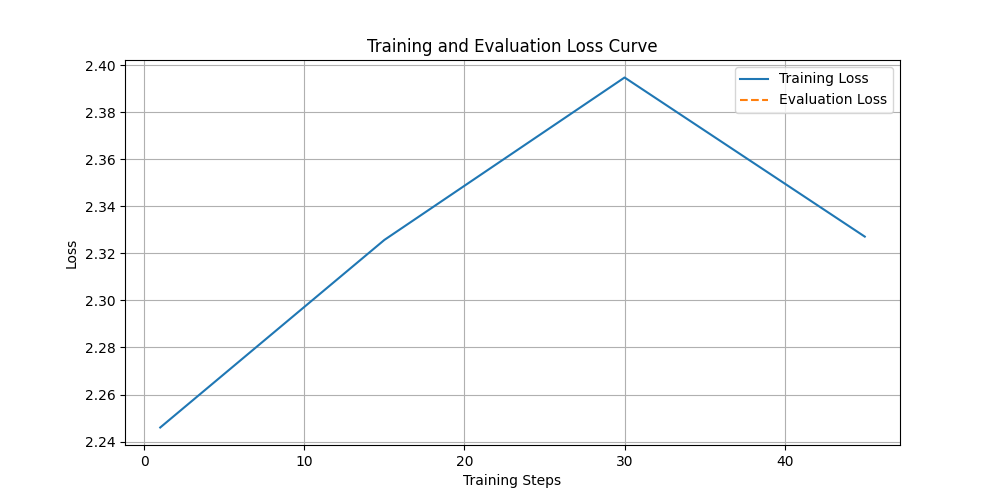 Training and Evaluation Loss Curve
Training Loss
Evaluation Loss
2.40
2.38
2.36
2.34
2.32
2.30
2.28
2.26
2.24
Loss
0 10 20 30 40
Training Steps